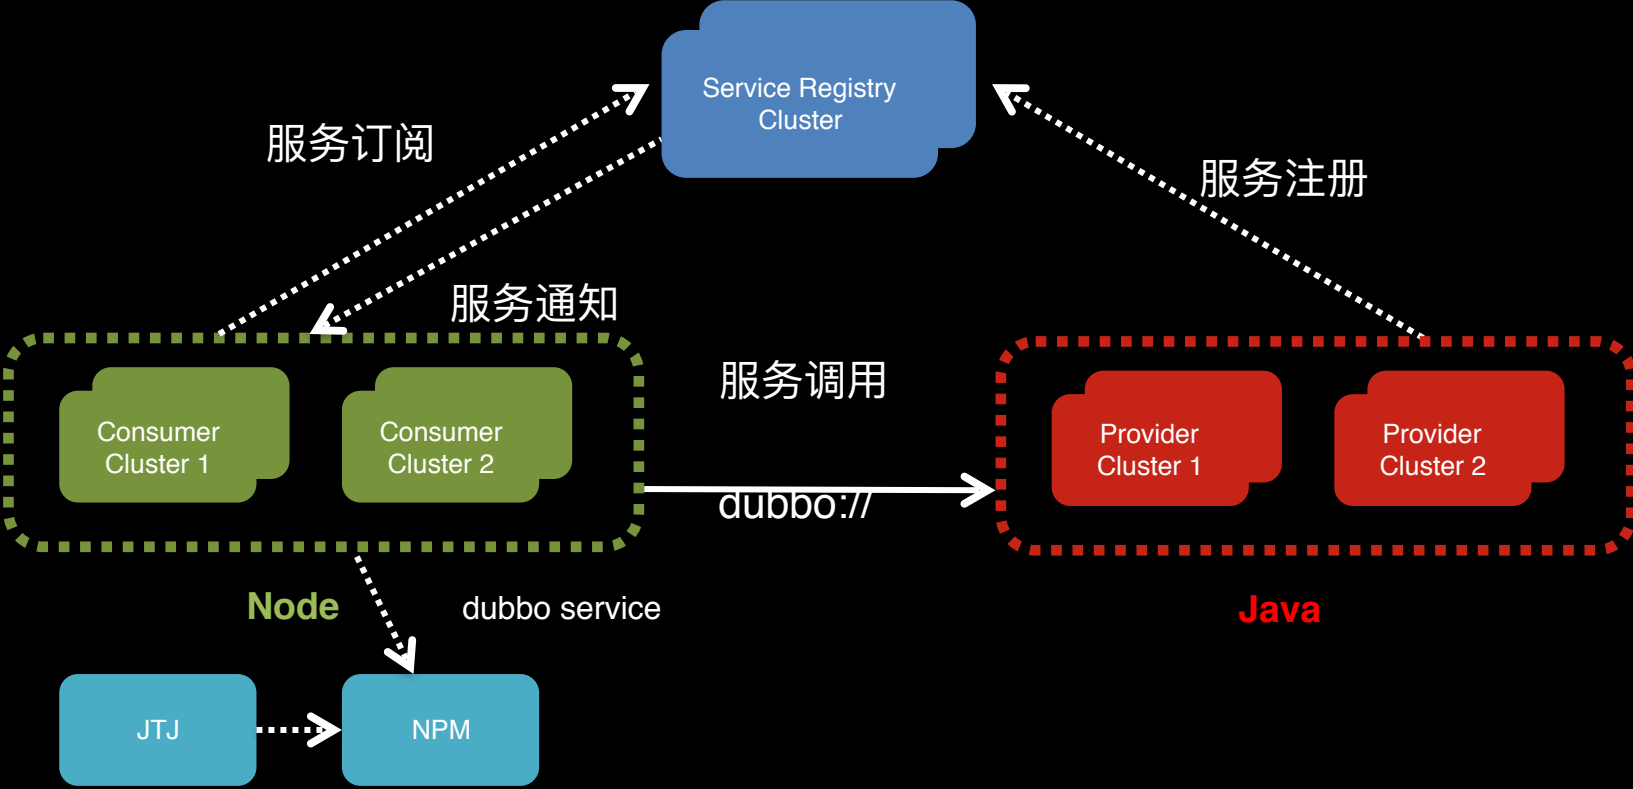 Service Registry
Cluster
服务订阅
服务注册
服务通知
服务调用
Consumer
Cluster 1
Consumer
Cluster 2
Provider
Cluster 1
Provider
Cluster 2
dubbo://
Node
dubbo service
Java
JTJ
NPM